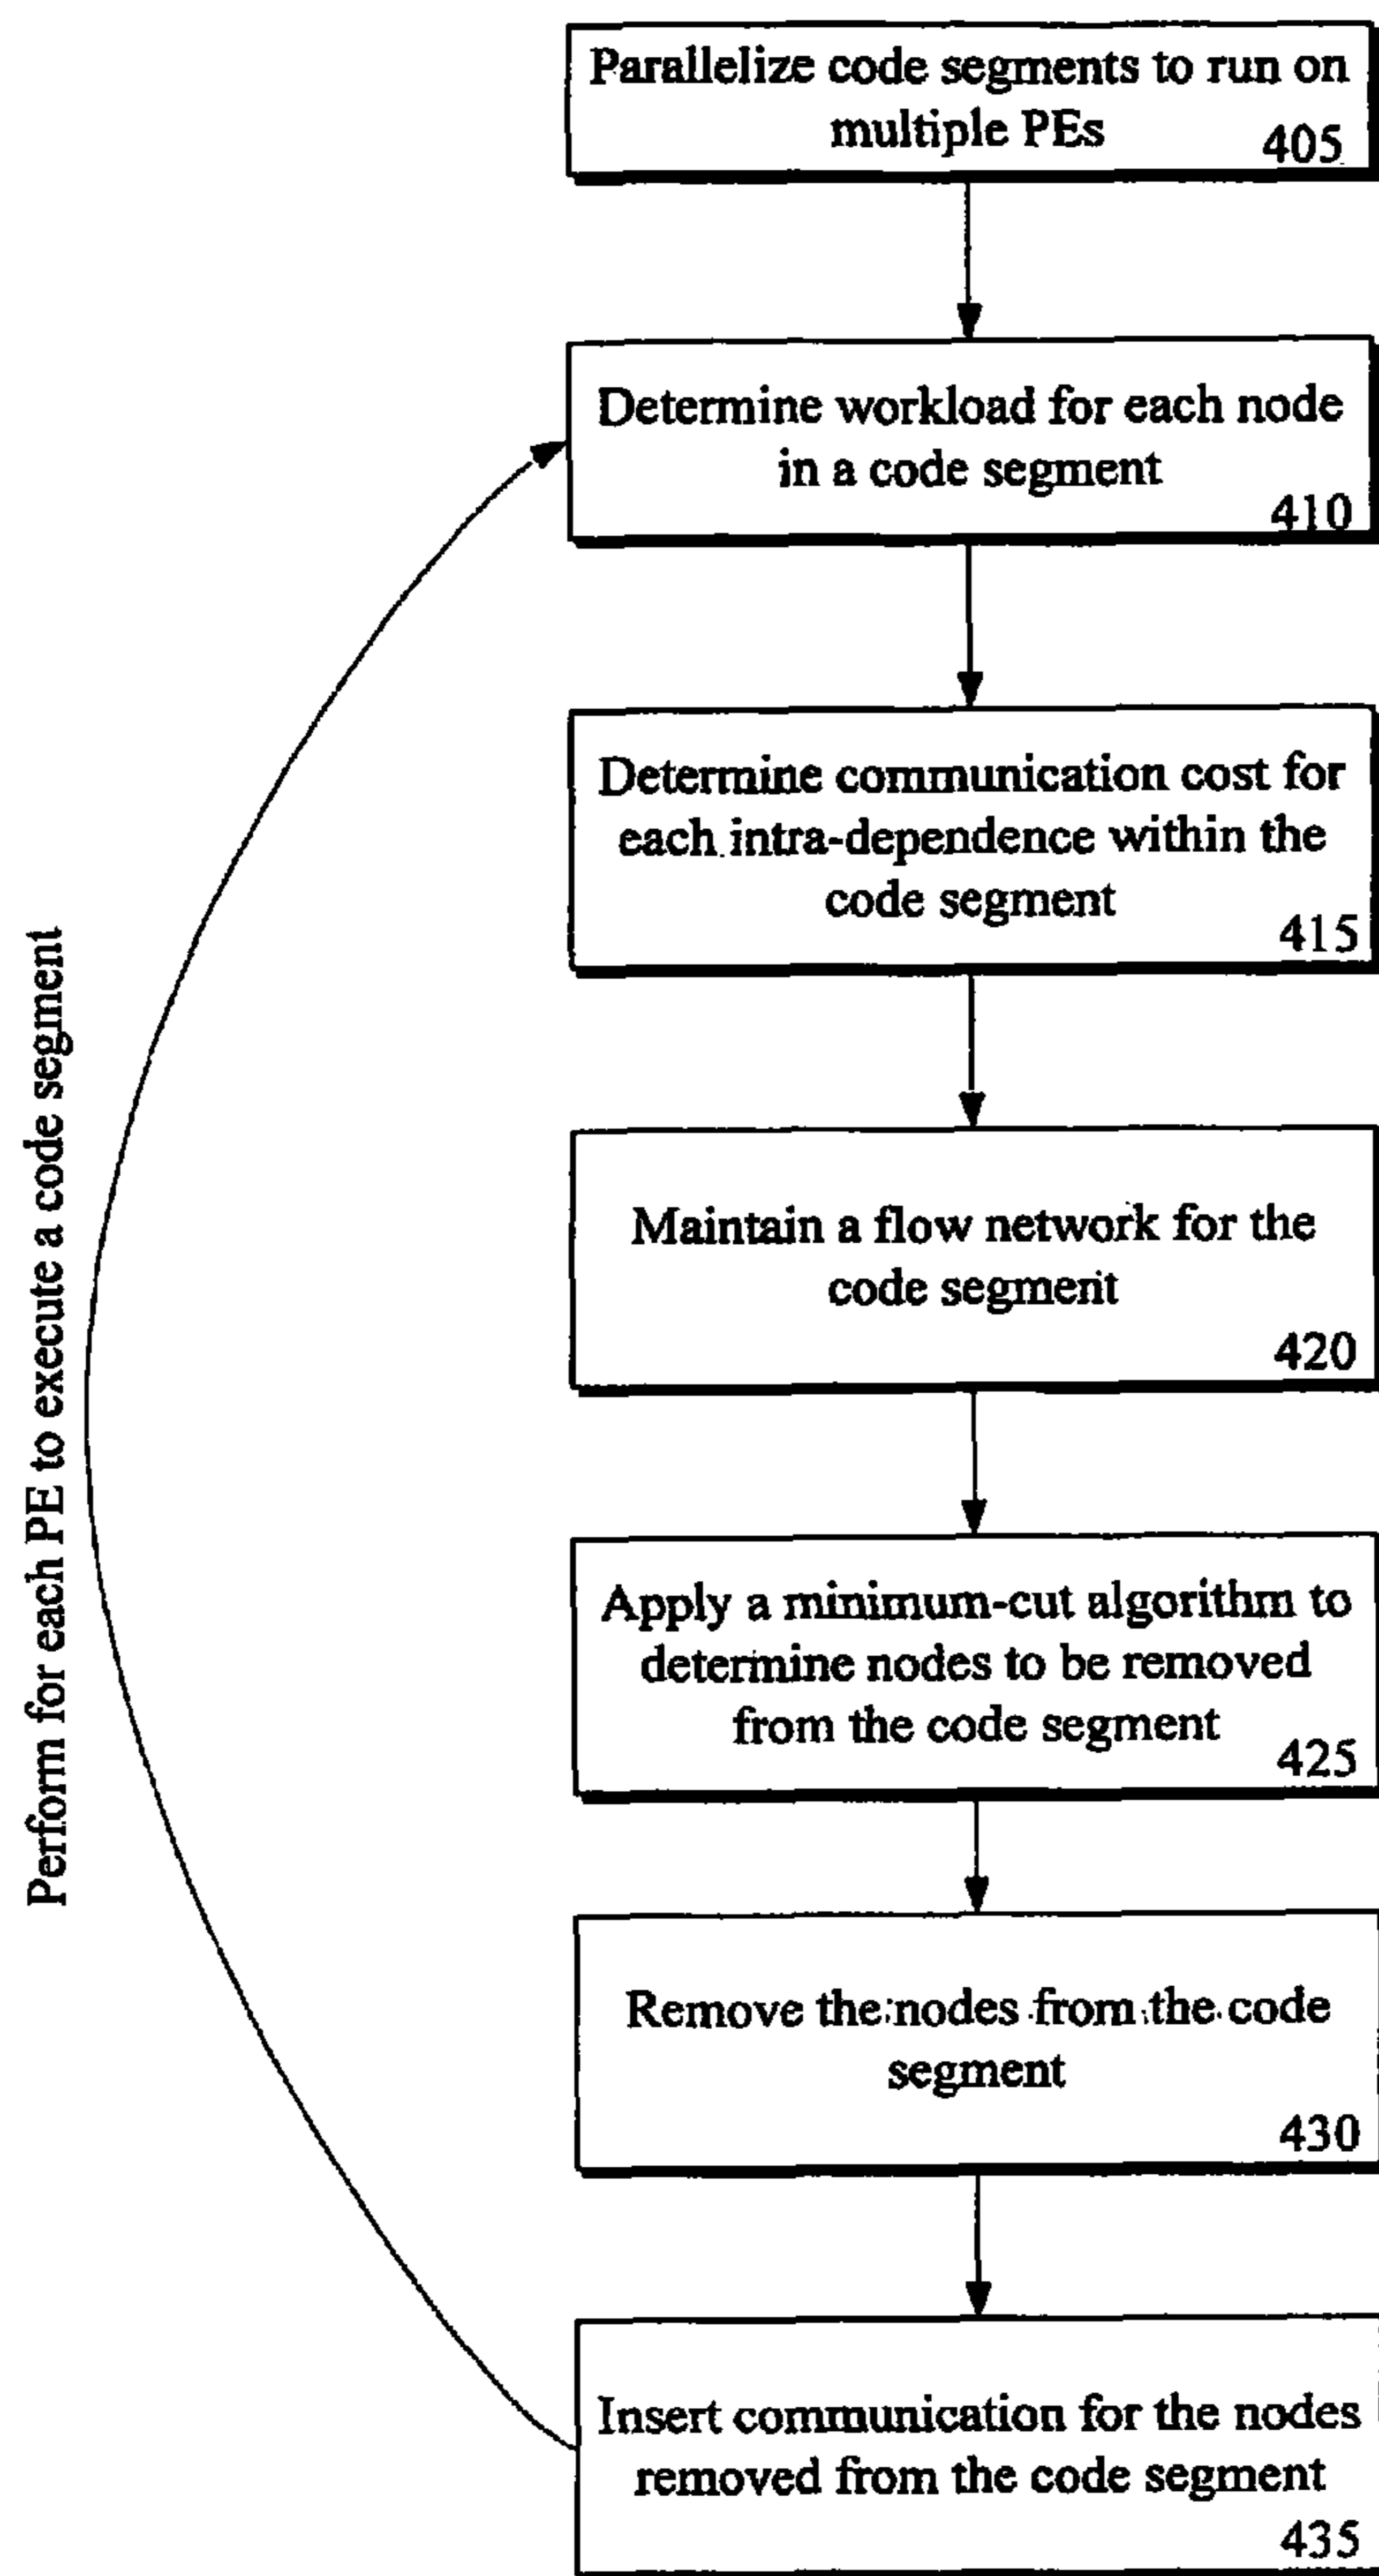 Parallelize code segments to run on
multiple PEs
405
Determine workload for each node
in a code segment
410
Determine communication cost for
each intra-dependence within the
code segment
415
Maintain a flow network for the
code segment
420
Apply a minimum-cut algorithm to
determine nodes to be removed
from the code segment
425
Remove the nodes from the code
segment
430
Insert communication for the nodes
removed from the code segment
435
Perform for each PE to execute a code segment